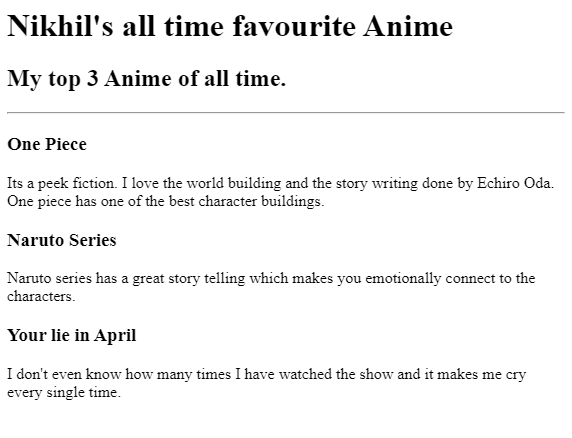 Nikhil's all time favourite Anime
My top 3 Anime of all time.
One Piece
Its a peek fiction. I love the world building and the story writing done by Echiro Oda.
One piece has one of the best character buildings.
Naruto Series
Naruto series has a great story telling which makes you emotionally connect to the
characters.
Your lie in April
I don't even know how many times I have watched the show and it makes me cry
every single time.